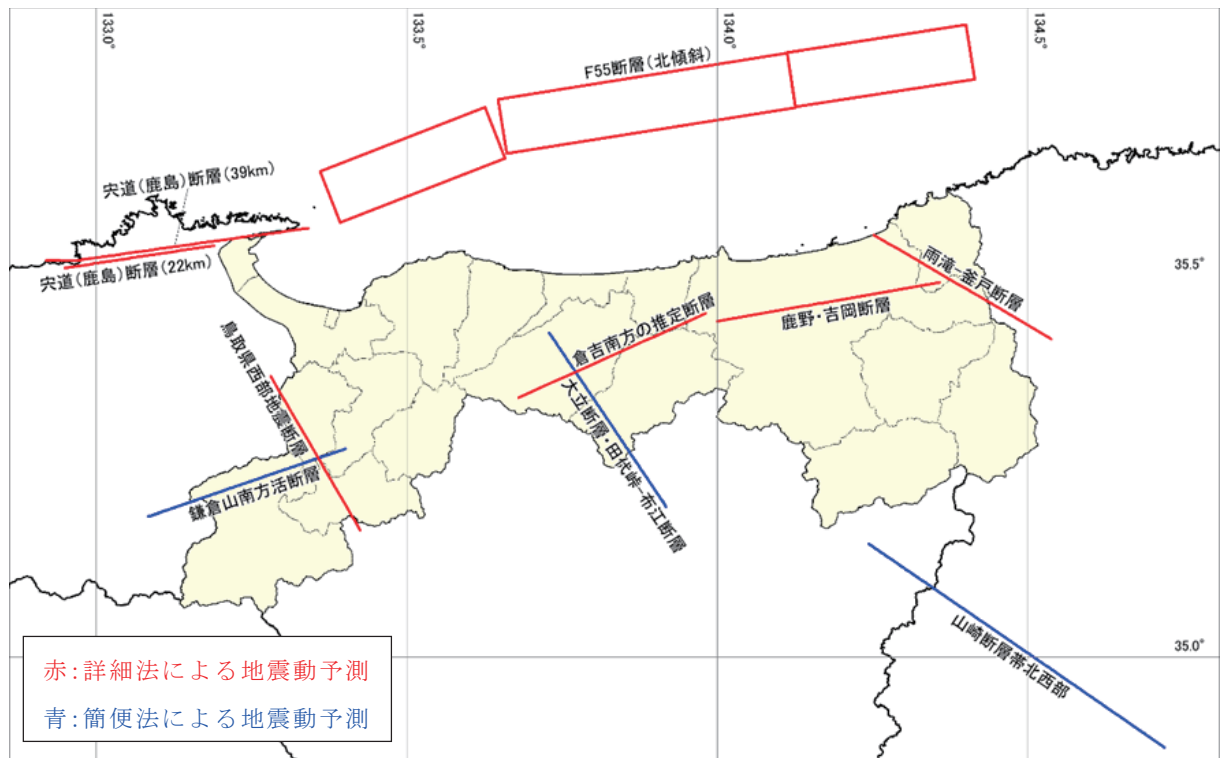 133.0°
133.5°
134.0°
134.5°
F55断層(北傾斜)
宍道(鹿島)断層(39km)
宍道(鹿島)断層(22km)
35.5°
雨滝-釜戸断層
鹿野・吉岡断層
倉吉南方の推定断層
大立断層・田代峠-布江断層
鳥取県西部地震断層
鎌倉山南方活断層
山崎断層帯北西部
35.0°
赤:詳細法による地震動予測
青:簡便法による地震動予測